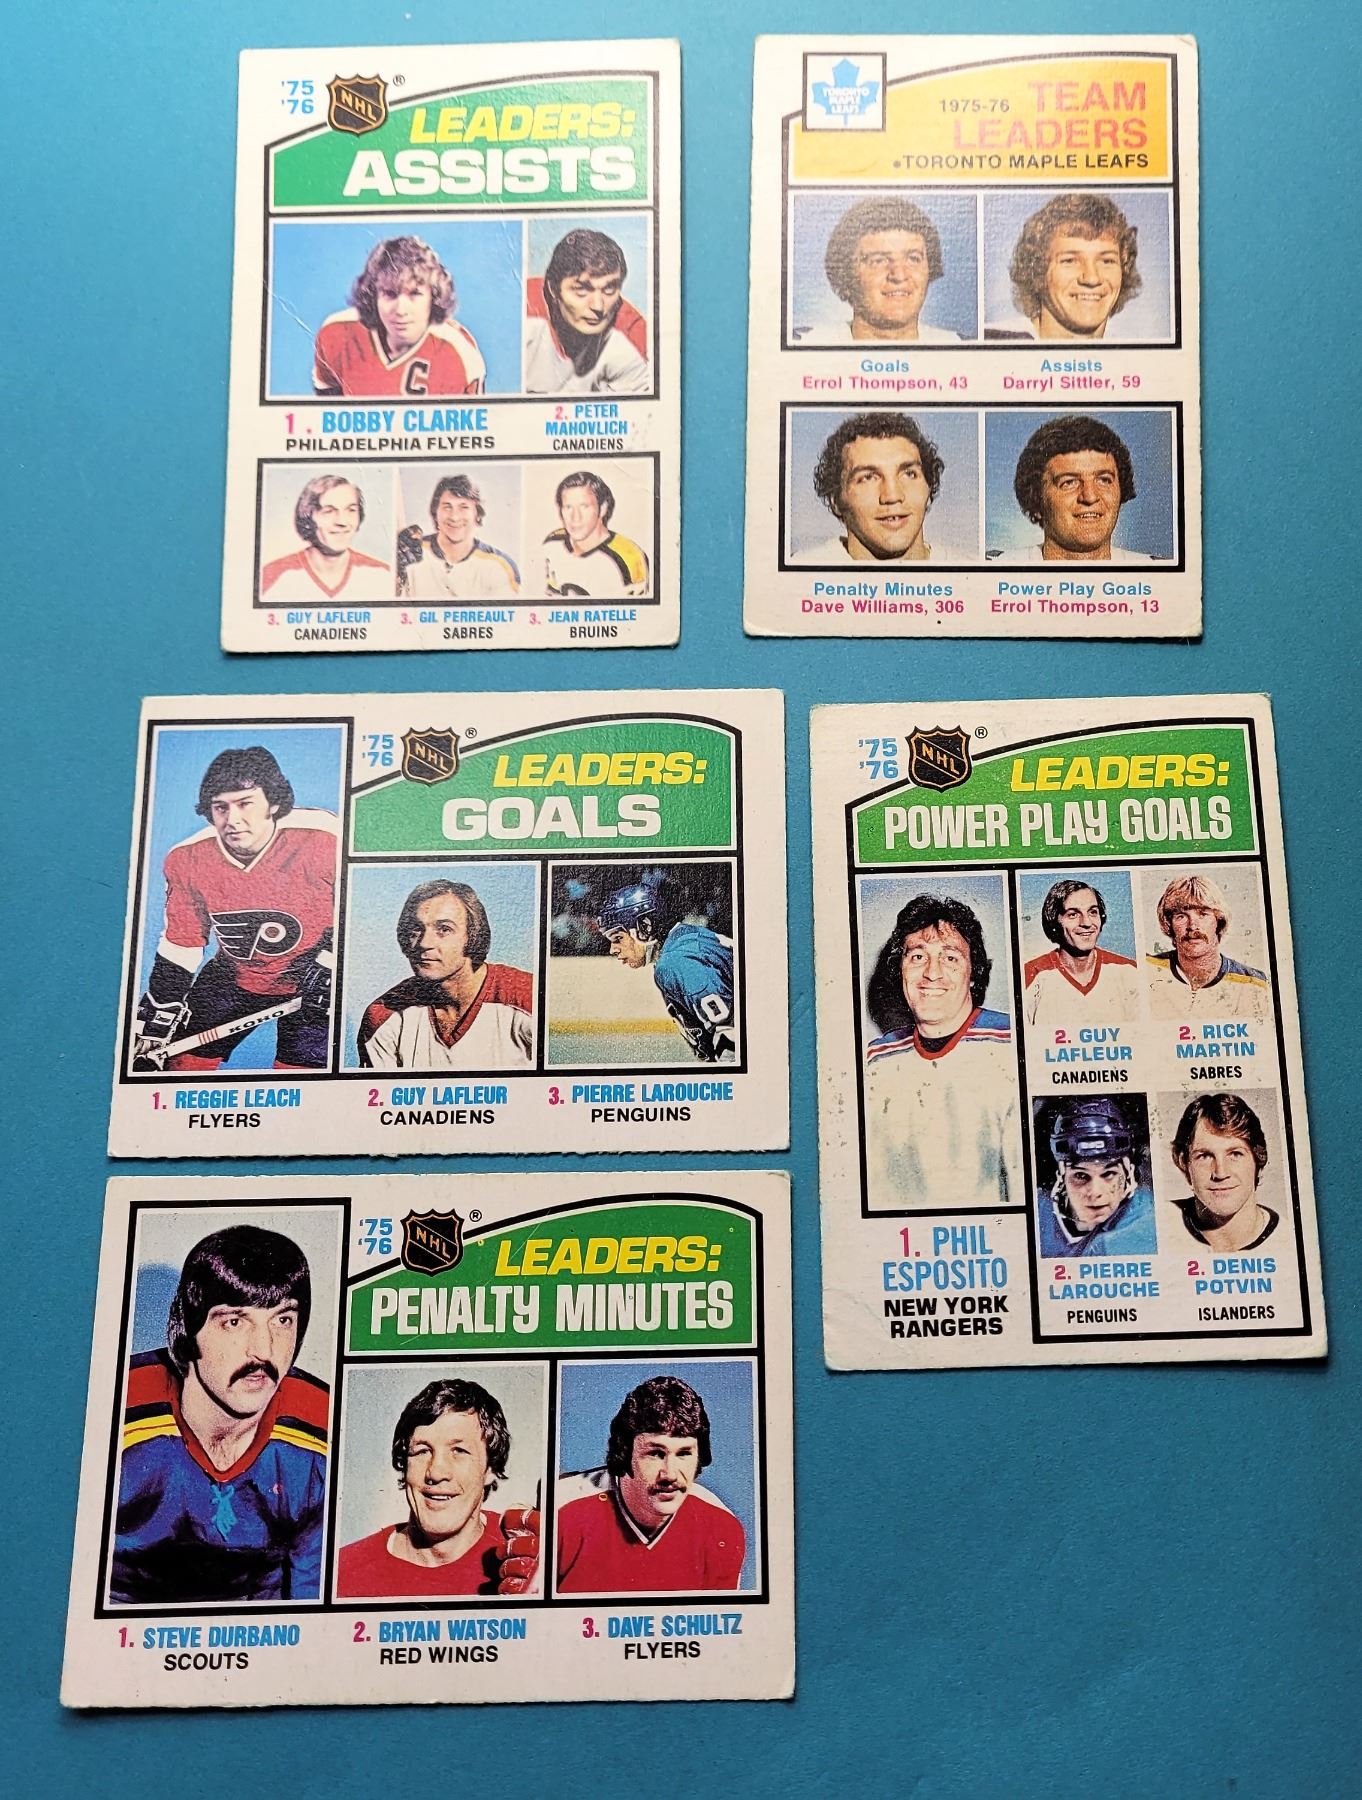 '75
'76
NHL
®
LEADERS:
ASSISTS
C
1. BOBBY CLARKE
PHILADELPHIA FLYERS
2. PETER
MAHOVLICH
CANADIENS
3. GUY LAFLEUR
CANADIENS
3. GIL PERREAULT
SABRES
3. JEAN RATELLE
BRUINS
TORONTO
MAPLE
LEAFS
1975-76 TEAM
LEADERS
•TORONTO MAPLE LEAFS
Goals
Errol Thompson, 43
Assists
Darryl Sittler, 59
Penalty Minutes
Dave Williams, 306
Power Play Goals
Errol Thompson, 13
'75
'76
NHL
®
LEADERS:
GOALS
P
KOHO
0
1. REGGIE LEACH
FLYERS
2. GUY LAFLEUR
CANADIENS
3. PIERRE LAROUCHE
PENGUINS
'75
'76
NHL
®
LEADERS:
POWER PLAY GOALS
1. PHIL
ESPOSITO
NEW YORK
RANGERS
2. GUY
LAFLEUR
CANADIENS
2. RICK
MARTIN
SABRES
2. PIERRE
LAROUCHE
PENGUINS
2. DENIS
POTVIN
ISLANDERS
'75
'76
NHL
®
LEADERS:
PENALTY MINUTES
1. STEVE DURBANO
SCOUTS
2. BRYAN WATSON
RED WINGS
3. DAVE SCHULTZ
FLYERS